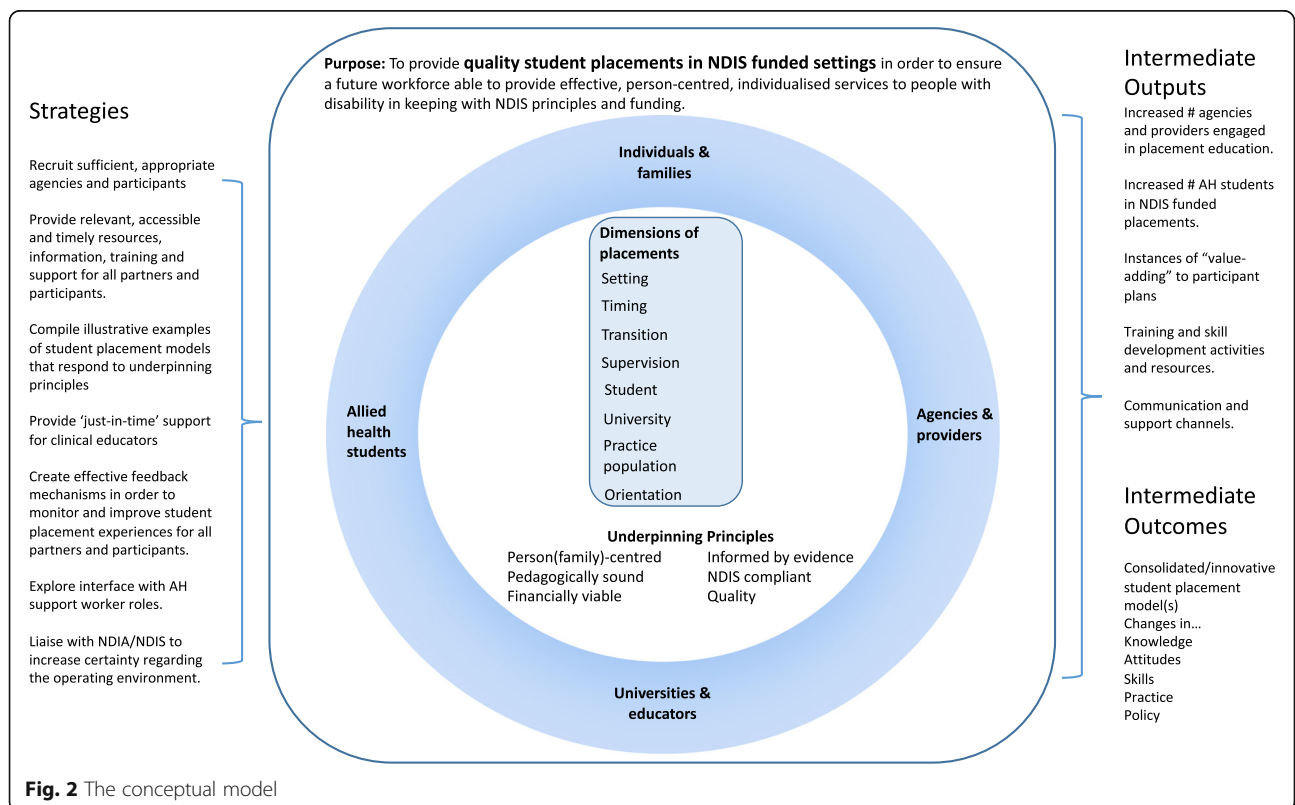 Strategies
Recruit sufficient, appropriate
agencies and participants
Provide relevant, accessible
and timely resources,
information, training and
support for all partners and
participants.
Compile illustrative examples
of student placement models
that respond to underpinning
principles
Provide ‘just-in-time’ support
for clinical educators
Create effective feedback
mechanisms in order to
monitor and improve student
placement experiences for all
partners and participants.
Explore interface with AH
support worker roles.
Liaise with NDIA/NDIS to
increase certainty regarding
the operating environment.
Purpose: To provide quality student placements in NDIS funded settings in order to ensure
a future workforce able to provide effective, person-centred, individualised services to people with
disability in keeping with NDIS principles and funding.
Individuals &
families
Allied
health
students
Dimensions of
placements
Setting
Timing
Transition
Supervision
Student
University
Practice
population
Orientation
Agencies &
providers
Underpinning Principles
Person(family)-centred
Pedagogically sound
Financially viable
Informed by evidence
NDIS compliant
Quality
Universities &
educators
Intermediate
Outputs
Increased # agencies
and providers engaged
in placement education.
Increased # AH students
in NDIS funded
placements.
Instances of “value-
adding” to participant
plans
Training and skill
development activities
and resources.
Communication and
support channels.
Intermediate
Outcomes
Consolidated/innovative
student placement
model(s)
Changes in…
Knowledge
Attitudes
Skills
Practice
Policy
Fig. 2 The conceptual model